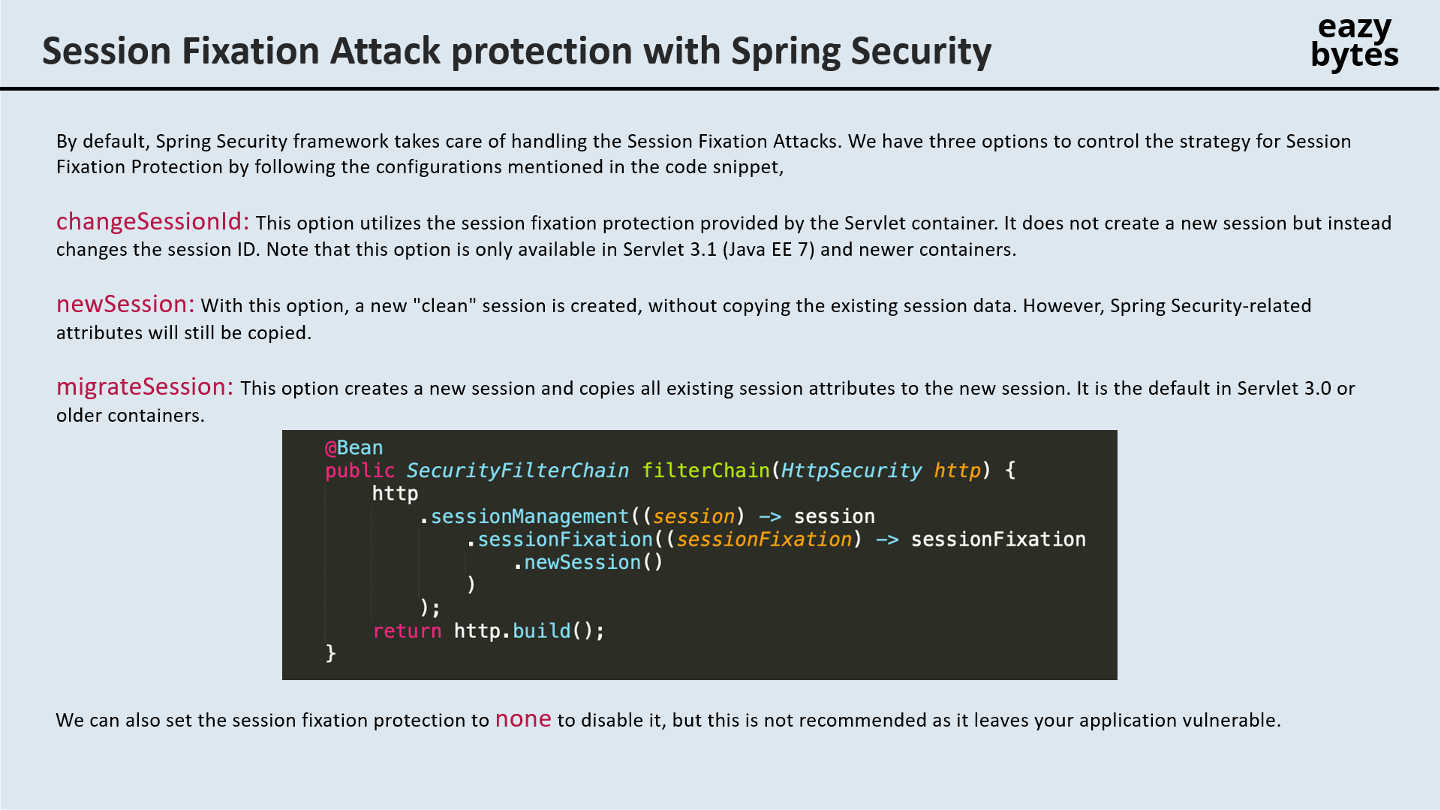 Session Fixation Attack protection with Spring Security
eazy
bytes
By default, Spring Security framework takes care of handling the Session Fixation Attacks. We have three options to control the strategy for Session
Fixation Protection by following the configurations mentioned in the code snippet,
changeSessionId: This option utilizes the session fixation protection provided by the Servlet container. It does not create a new session but instead
changes the session ID. Note that this option is only available in Servlet 3.1 (Java EE 7) and newer containers.
newSession: With this option, a new "clean" session is created, without copying the existing session data. However, Spring Security-related
attributes will still be copied.
migrateSession: This option creates a new session and copies all existing session attributes to the new session. It is the default in Servlet 3.0 or
older containers.
@Bean
public SecurityFilterChain filterChain(HttpSecurity http) {
http
.sessionManagement((session) -> session
.sessionFixation((sessionFixation) -> sessionFixation
.newSession()
)
);
return http.build();
}
We can also set the session fixation protection to none to disable it, but this is not recommended as it leaves your application vulnerable.